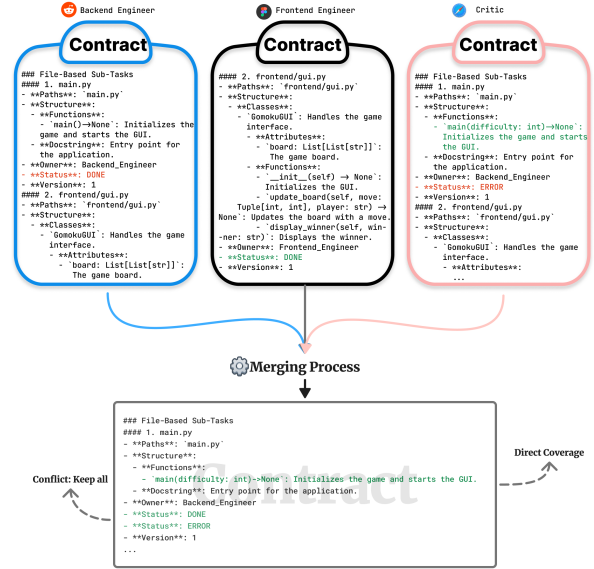 Backend Engineer
Contract
### File-Based Sub-Tasks
#### 1. main.py
- **Paths**: `main.py`
- **Structure**:
- **Functions**:
- `main()→None`: Initializes the
game and starts the GUI.
- **Docstring**: Entry point for
the application.
- **Owner**: Backend_Engineer
- **Status**: DONE
- **Version**: 1
#### 2. frontend/gui.py
- **Paths**: `frontend/gui.py`
- **Structure**:
- **Classes**:
- `GomokuGUI`: Handles the game
interface.
- **Attributes**:
- `board: List[List[str]]`:
The game board.
Frontend Engineer
Contract
#### 2. frontend/gui.py
- **Paths**: `frontend/gui.py`
- **Structure**:
- **Classes**:
- `GomokuGUI`: Handles the game
interface.
- **Attributes**:
- `board: List[List[str]]`:
The game board.
- **Functions**:
- `__init__(self) → None`:
Initializes the GUI.
- `update_board(self, move:
Tuple[int, int], player: str) →
None`: Updates the board with a move.
- `display_winner(self, win-
-ner: str)`: Displays the winner.
- **Owner**: Frontend_Engineer
- **Status**: DONE
- **Version**: 1
Critic
Contract
### File-Based Sub-Tasks
#### 1. main.py
- **Paths**: `main.py`
- **Structure**:
- **Functions**:
- `main(difficulty: int)→None`:
Initializes the game and starts
the GUI.
- **Docstring**: Entry point for
the application.
- **Owner**: Backend_Engineer
- **Status**: ERROR
- **Version**: 1
#### 2. frontend/gui.py
- **Paths**: `frontend/gui.py`
- **Structure**:
- **Classes**:
- `GomokuGUI`: Handles the game
interface.
- **Attributes**:
...
Merging Process
Contract
### File-Based Sub-Tasks
#### 1. main.py
- **Paths**: `main.py`
- **Structure**:
- **Functions**:
- `main(difficulty: int)->None`: Initializes the game and starts the GUI.
- **Docstring**: Entry point for the application.
- **Owner**: Backend_Engineer
- **Status**: DONE
- **Status**: ERROR
- **Version**: 1
...
Conflict: Keep all
Direct Coverage